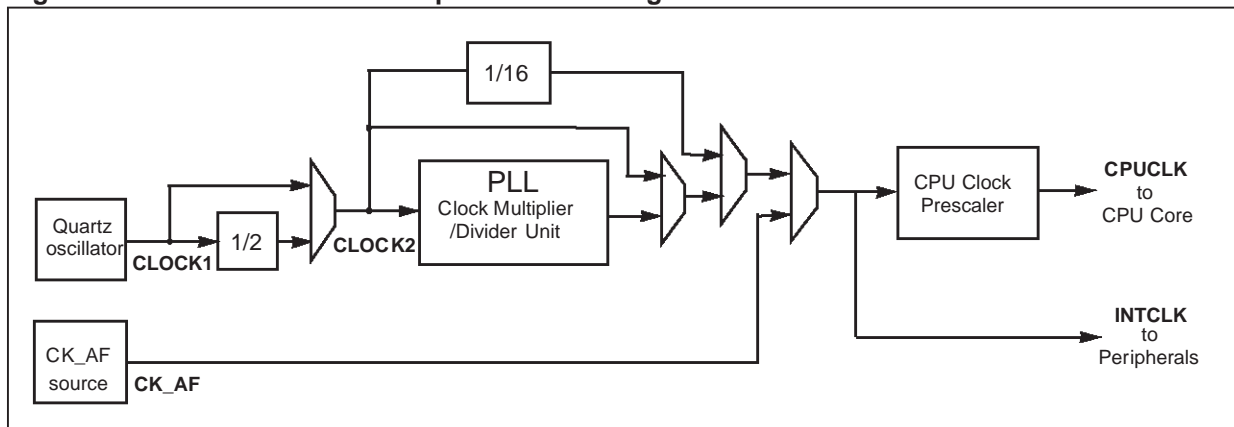 1/16
PLL
Clock Multiplier
/Divider Unit
Quartz
oscillator
CLOCK1
1/2
CLOCK2
CPU Clock
Prescaler
CPUCLK
to
CPU Core
INTCLK
to
Peripherals
CK_AF
source
CK_AF